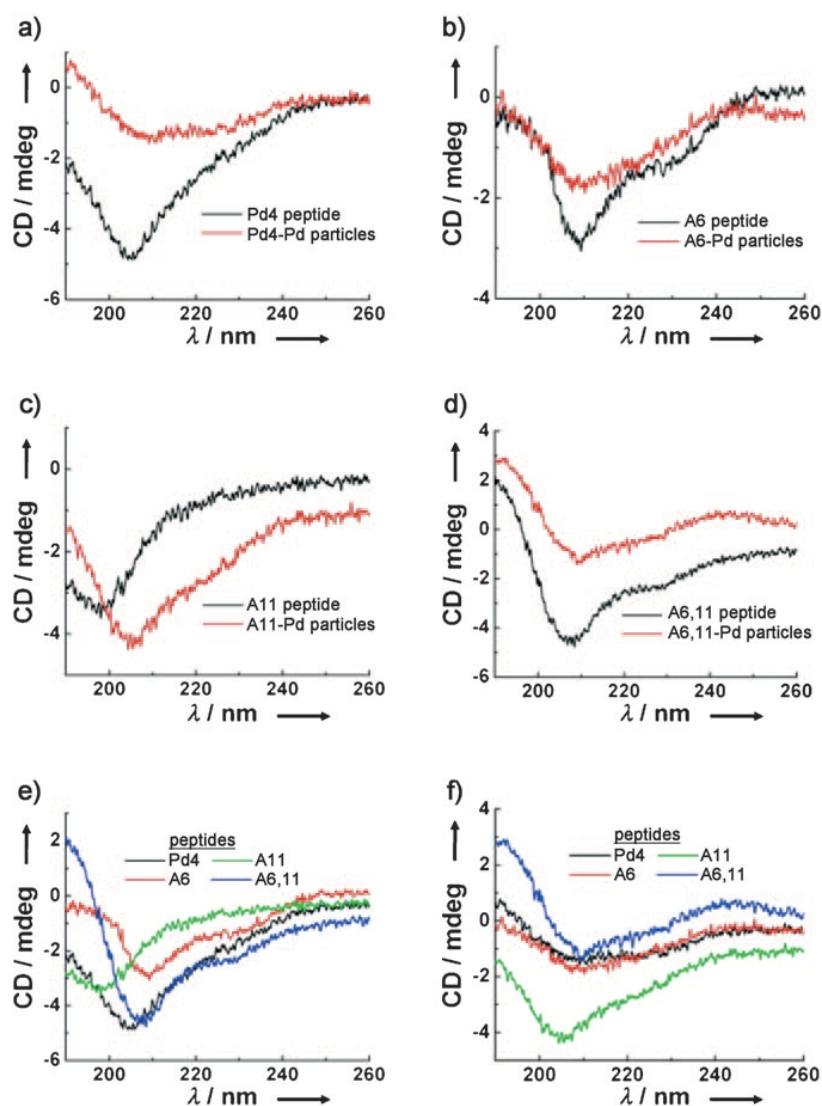 a)
CD / mdeg
0
-2
-4
-6
Pd4 peptide
Pd4-Pd particles
200 220 240 260
λ / nm
b)
CD / mdeg
0
-2
-4
A6 peptide
A6-Pd particles
200 220 240 260
λ / nm
c)
CD / mdeg
0
-2
-4
A11 peptide
A11-Pd particles
200 220 240 260
λ / nm
d)
CD / mdeg
4
2
0
-2
-4
-6
A6,11 peptide
A6,11-Pd particles
200 220 240 260
λ / nm
e)
CD / mdeg
2
0
-2
-4
-6
peptides
Pd4 A11
A6 A6,11
200 220 240 260
λ / nm
f)
CD / mdeg
4
2
0
-2
-4
peptides
Pd4 A11
A6 A6,11
200 220 240 260
λ / nm